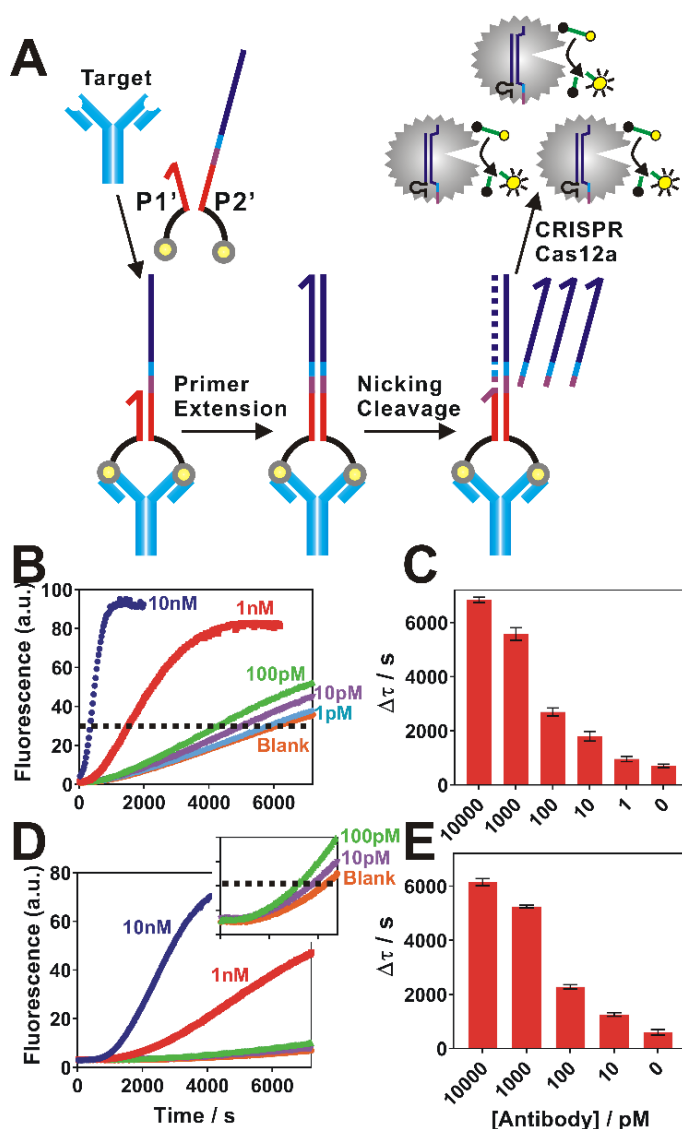 A
Target
P1’
P2’
CRISPR
Cas12a
Primer
Extension
Nicking
Cleavage
B
Fluorescence (a.u.)
100
80
60
40
20
0
10nM
1nM
100pM
10pM
1pM
Blank
0 2000 4000 6000
C
Δτ / s
6000
4000
2000
0
10000 1000 100 10 1 0
D
Fluorescence (a.u.)
80
60
40
20
0
10nM
1nM
100pM
10pM
Blank
0 2000 4000 6000
Time / s
E
Δτ / s
6000
4000
2000
0
10000 1000 100 10 0
[Antibody] / pM